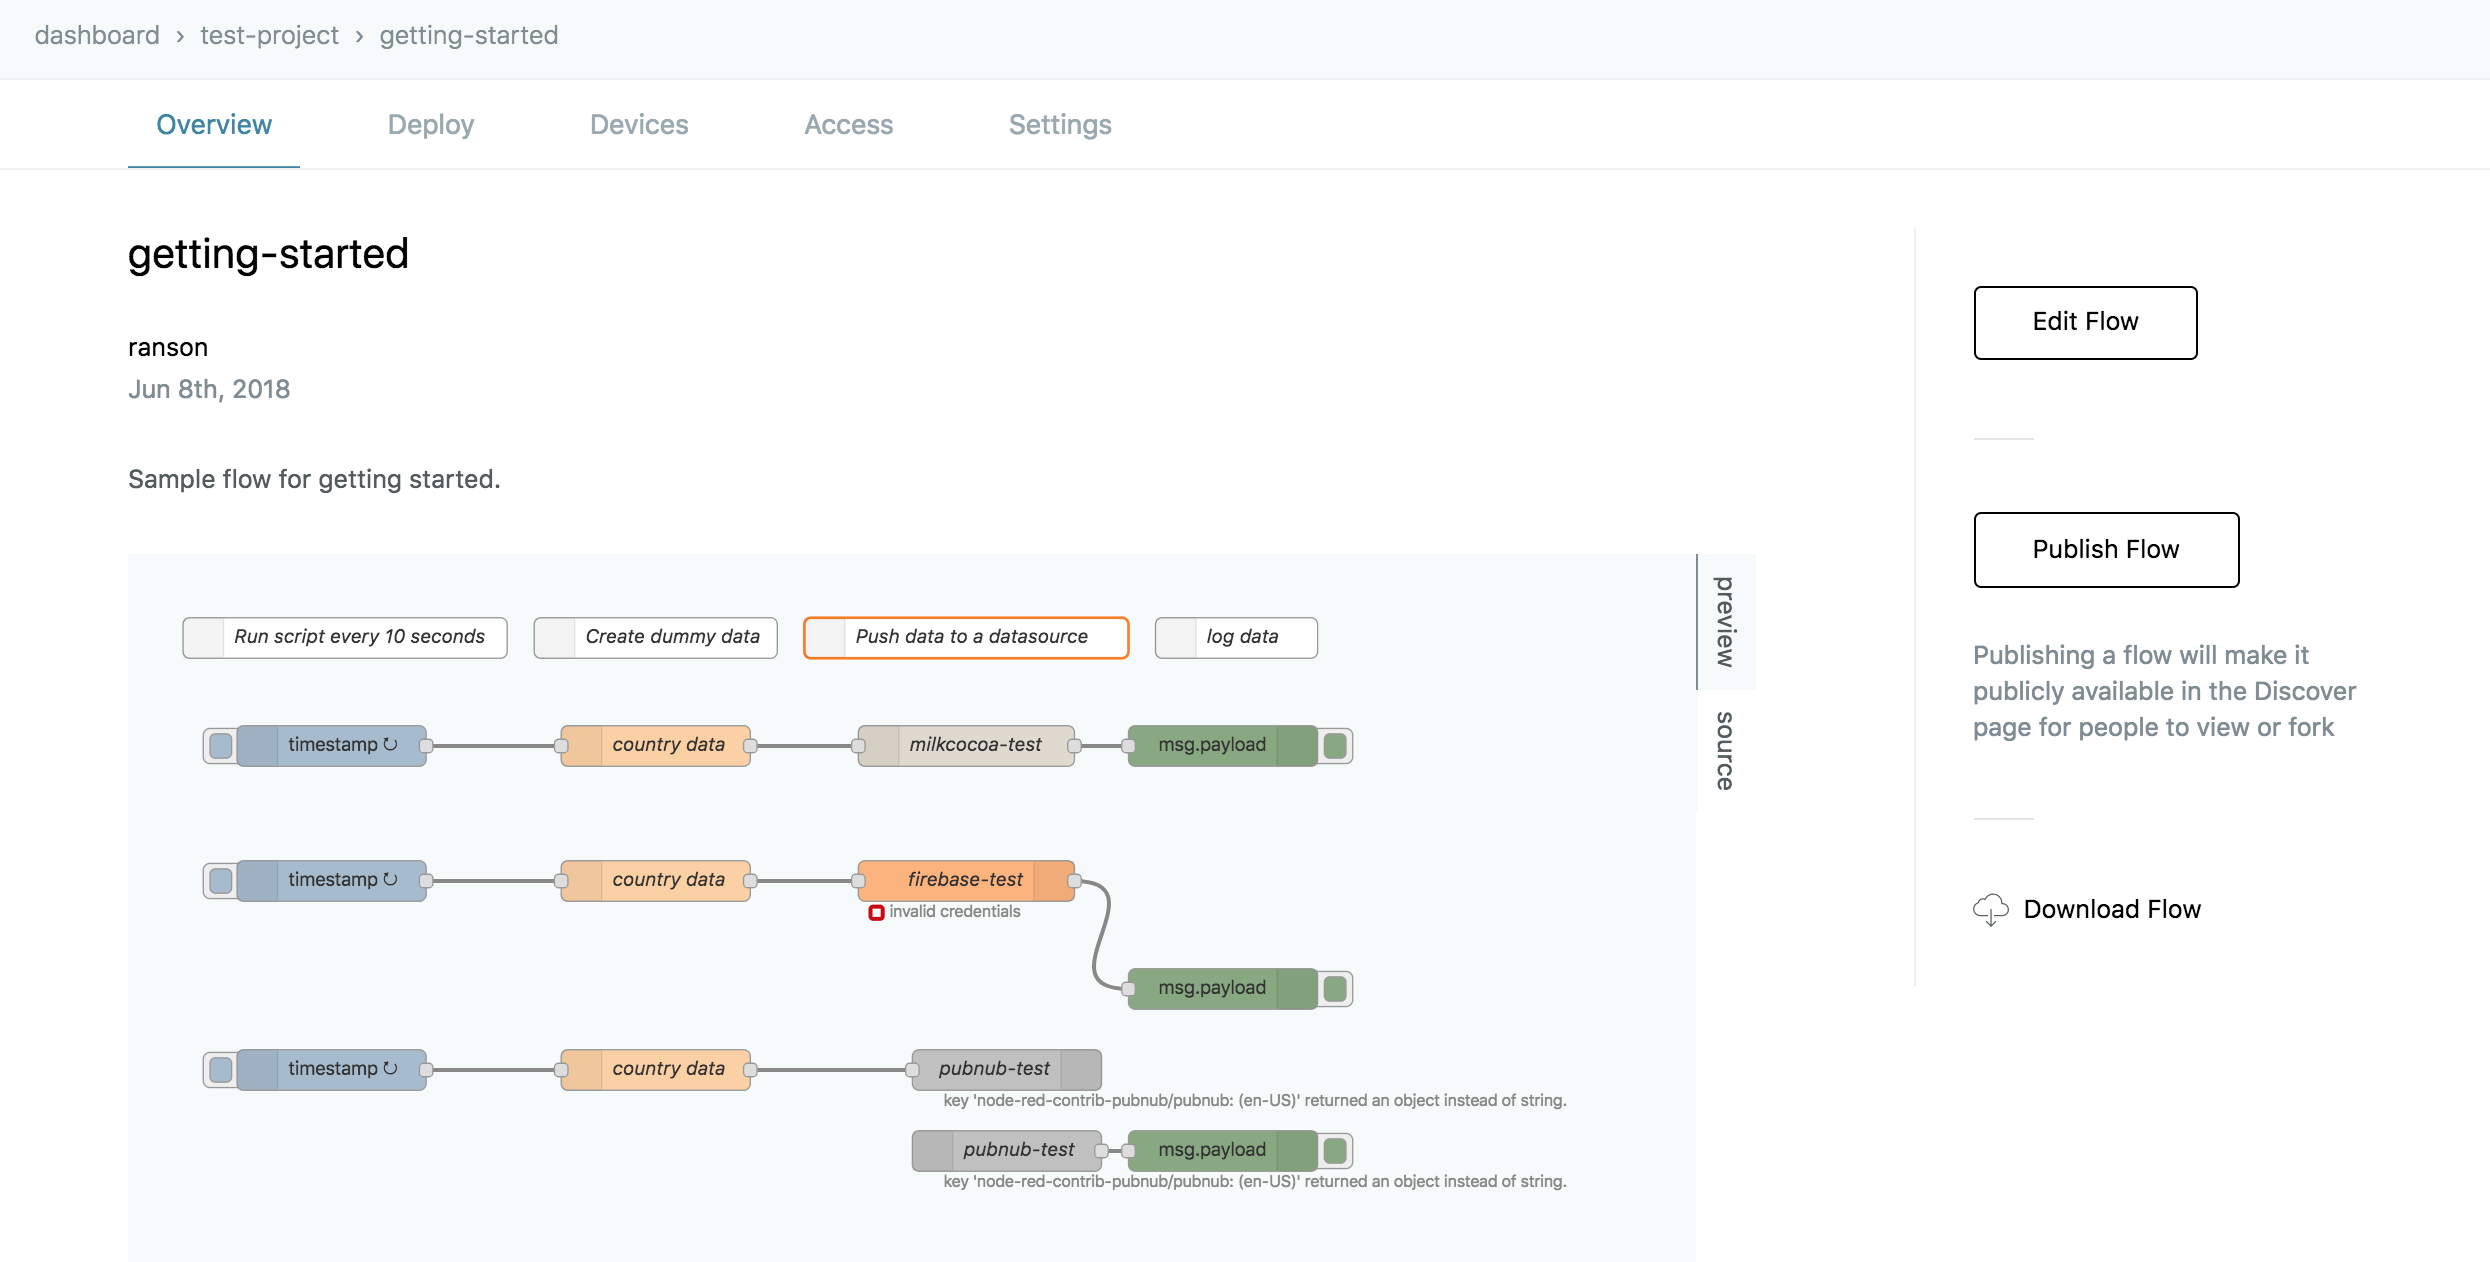 dashboard › test-project › getting-started
Overview Deploy Devices Access Settings
getting-started
ranson
Jun 8th, 2018
Sample flow for getting started.
Run script every 10 seconds Create dummy data Push data to a datasource log data
timestamp ↻ country data milkcocoa-test msg.payload
timestamp ↻ country data firebase-test
invalid credentials
msg.payload
timestamp ↻ country data pubnub-test
key 'node-red-contrib-pubnub/pubnub: (en-US)' returned an object instead of string.
pubnub-test msg.payload
key 'node-red-contrib-pubnub/pubnub: (en-US)' returned an object instead of string.
preview
source
Edit Flow
Publish Flow
Publishing a flow will make it
publicly available in the Discover
page for people to view or fork
Download Flow